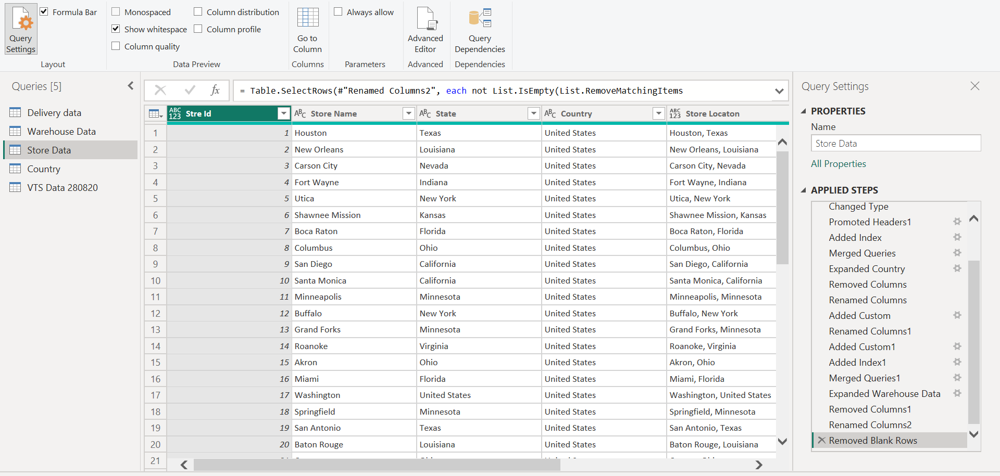 Formula Bar
Monospaced
Column distribution
Always allow
Show whitespace
Column profile
Column quality
Query
Settings
Go to
Column
Advanced
Editor
Query
Dependencies
Layout
Data Preview
Columns
Parameters
Advanced
Dependencies
Queries [5]
Delivery data
Warehouse Data
Store Data
Country
VTS Data 280820
fx
= Table.SelectRows(#"Renamed Columns2", each not List.IsEmpty(List.RemoveMatchingItems
ABC 123 Stre Id ABC Store Name ABC State ABC Country ABC 123 Store Locaton
1 1 Houston Texas United States Houston, Texas
2 2 New Orleans Louisiana United States New Orleans, Louisiana
3 3 Carson City Nevada United States Carson City, Nevada
4 4 Fort Wayne Indiana United States Fort Wayne, Indiana
5 5 Utica New York United States Utica, New York
6 6 Shawnee Mission Kansas United States Shawnee Mission, Kansas
7 7 Boca Raton Florida United States Boca Raton, Florida
8 8 Columbus Ohio United States Columbus, Ohio
9 9 San Diego California United States San Diego, California
10 10 Santa Monica California United States Santa Monica, California
11 11 Minneapolis Minnesota United States Minneapolis, Minnesota
12 12 Buffalo New York United States Buffalo, New York
13 13 Grand Forks Minnesota United States Grand Forks, Minnesota
14 14 Roanoke Virginia United States Roanoke, Virginia
15 15 Akron Ohio United States Akron, Ohio
16 16 Miami Florida United States Miami, Florida
17 17 Washington United States United States Washington, United States
18 18 Springfield Minnesota United States Springfield, Minnesota
19 19 San Antonio Texas United States San Antonio, Texas
20 20 Baton Rouge Louisiana United States Baton Rouge, Louisiana
21
Query Settings
PROPERTIES
Name
Store Data
All Properties
APPLIED STEPS
Changed Type
Promoted Headers1
Added Index
Merged Queries
Expanded Country
Removed Columns
Renamed Columns
Added Custom
Renamed Columns1
Added Custom1
Added Index1
Merged Queries1
Expanded Warehouse Data
Removed Columns1
Renamed Columns2
Removed Blank Rows